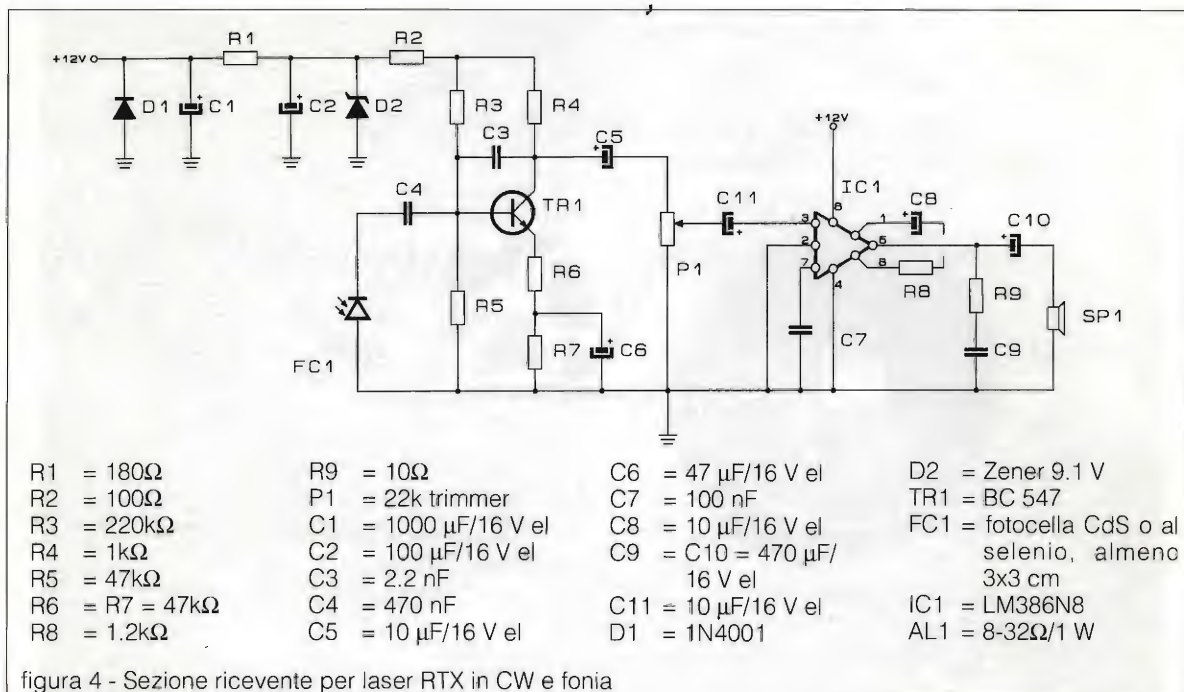 R1
R2
+12V
D1
C1
C2
D2
R3
R4
C3
C5
+12V
C4
TR1
C11
IC1
C8
C10
3
6
1
2
5
7
8
4
P1
R8
R6
R5
R9
SP1
FC1
R7
C6
C7
C9
R1 = 180Ω
R2 = 100Ω
R3 = 220kΩ
R4 = 1kΩ
R5 = 47kΩ
R6 = R7 = 47kΩ
R8 = 1.2kΩ
R9 = 10Ω
P1 = 22k trimmer
C1 = 1000 µF/16 V el
C2 = 100 µF/16 V el
C3 = 2.2 nF
C4 = 470 nF
C5 = 10 µF/16 V el
C6 = 47 µF/16 V el
C7 = 100 nF
C8 = 10 µF/16 V el
C9 = C10 = 470 µF/
16 V el
C11 = 10 µF/16 V el
D1 = 1N4001
D2 = Zener 9.1 V
TR1 = BC 547
FC1 = fotocella CdS o al
selenio, almeno
3x3 cm
IC1 = LM386N8
AL1 = 8-32Ω/1 W
figura 4 - Sezione ricevente per laser RTX in CW e fonia